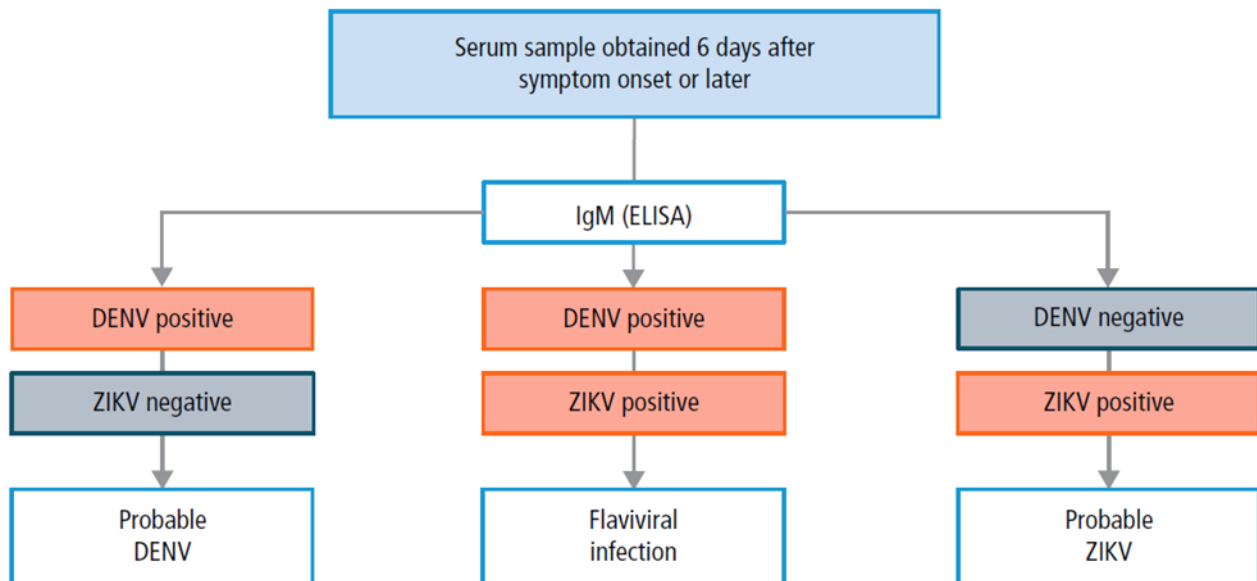 Serum sample obtained 6 days after
symptom onset or later
IgM (ELISA)
DENV positive
DENV positive
DENV negative
ZIKV negative
ZIKV positive
ZIKV positive
Probable
DENV
Flaviviral
infection
Probable
ZIKV